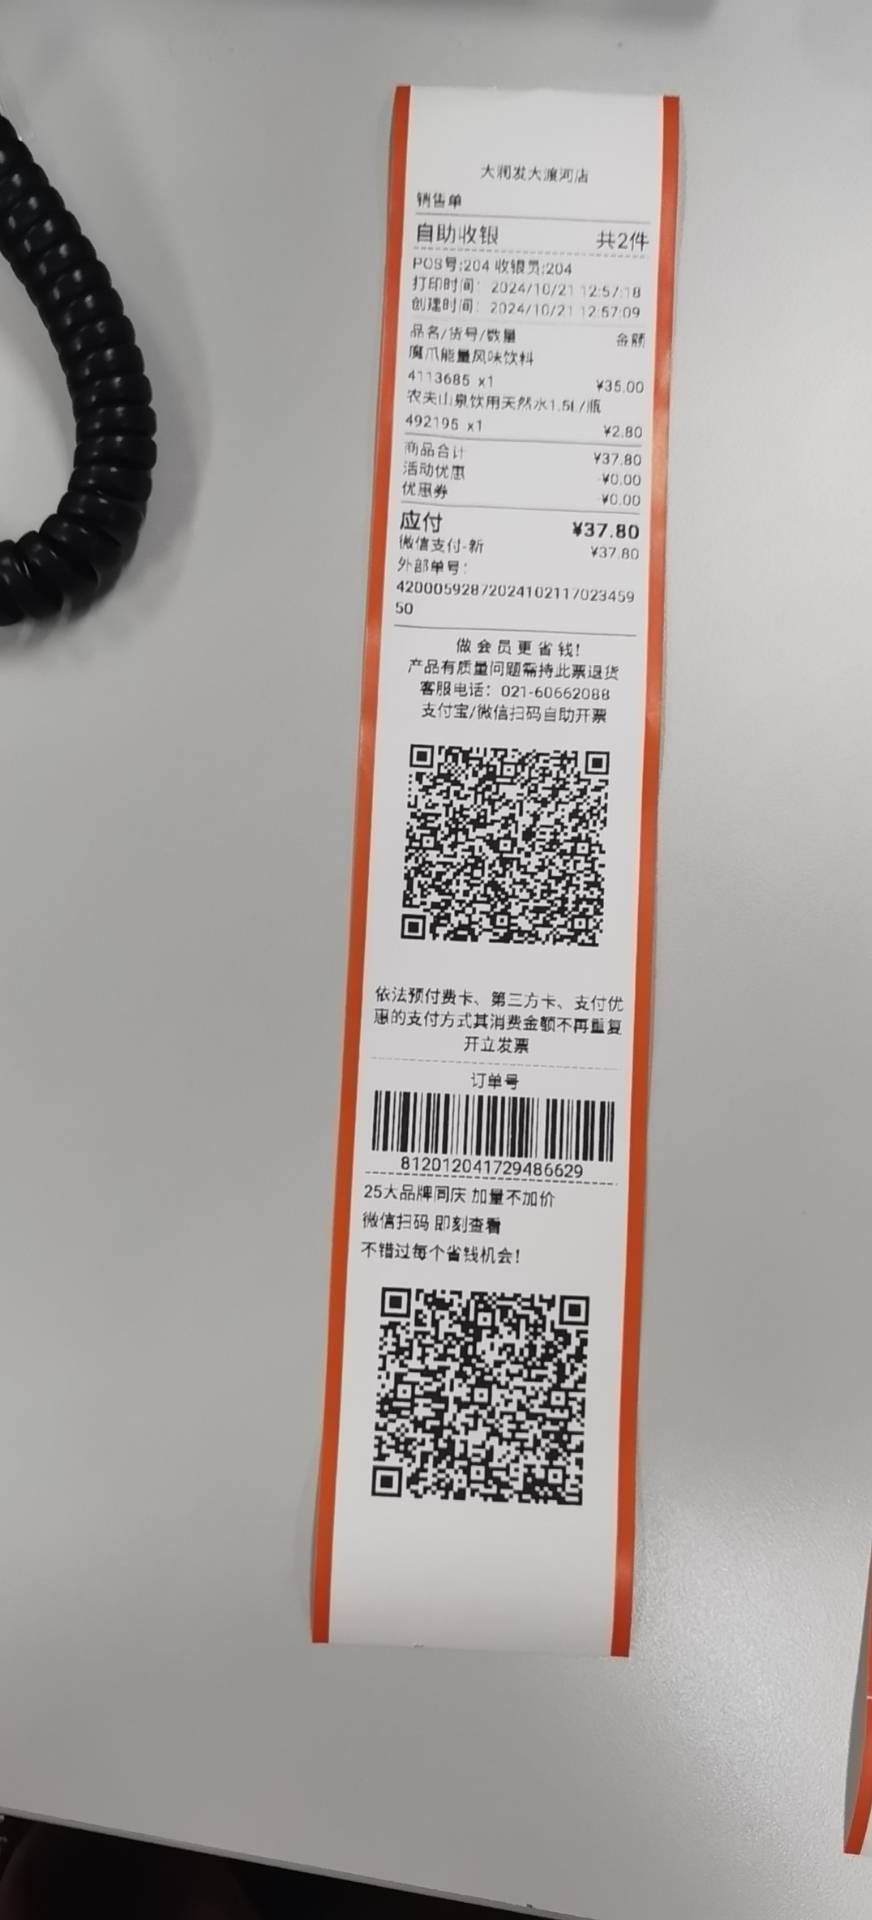 大润发大渡河店
销售单
自助收银 共2件
POS号:204 收银员:204
打印时间: 2024/10/21 12:57:18
创建时间: 2024/10/21 12:57:09
品名/货号/数量 金额
魔爪能量风味饮料
4113685 x1 ¥35.00
农夫山泉饮用天然水1.5L/瓶
492195 x1 ¥2.80
商品合计 ¥37.80
活动优惠 -¥0.00
优惠券 -¥0.00
应付 ¥37.80
微信支付-新 ¥37.80
外部单号:
42000592872024102117023459
50
做会员更省钱!
产品有质量问题需持此票退货
客服电话: 021-60662088
支付宝/微信扫码自助开票
依法预付费卡、第三方卡、支付优
惠的支付方式其消费金额不再重复
开立发票
订单号
812012041729486629
25大品牌同庆 加量不加价
微信扫码 即刻查看
不错过每个省钱机会!